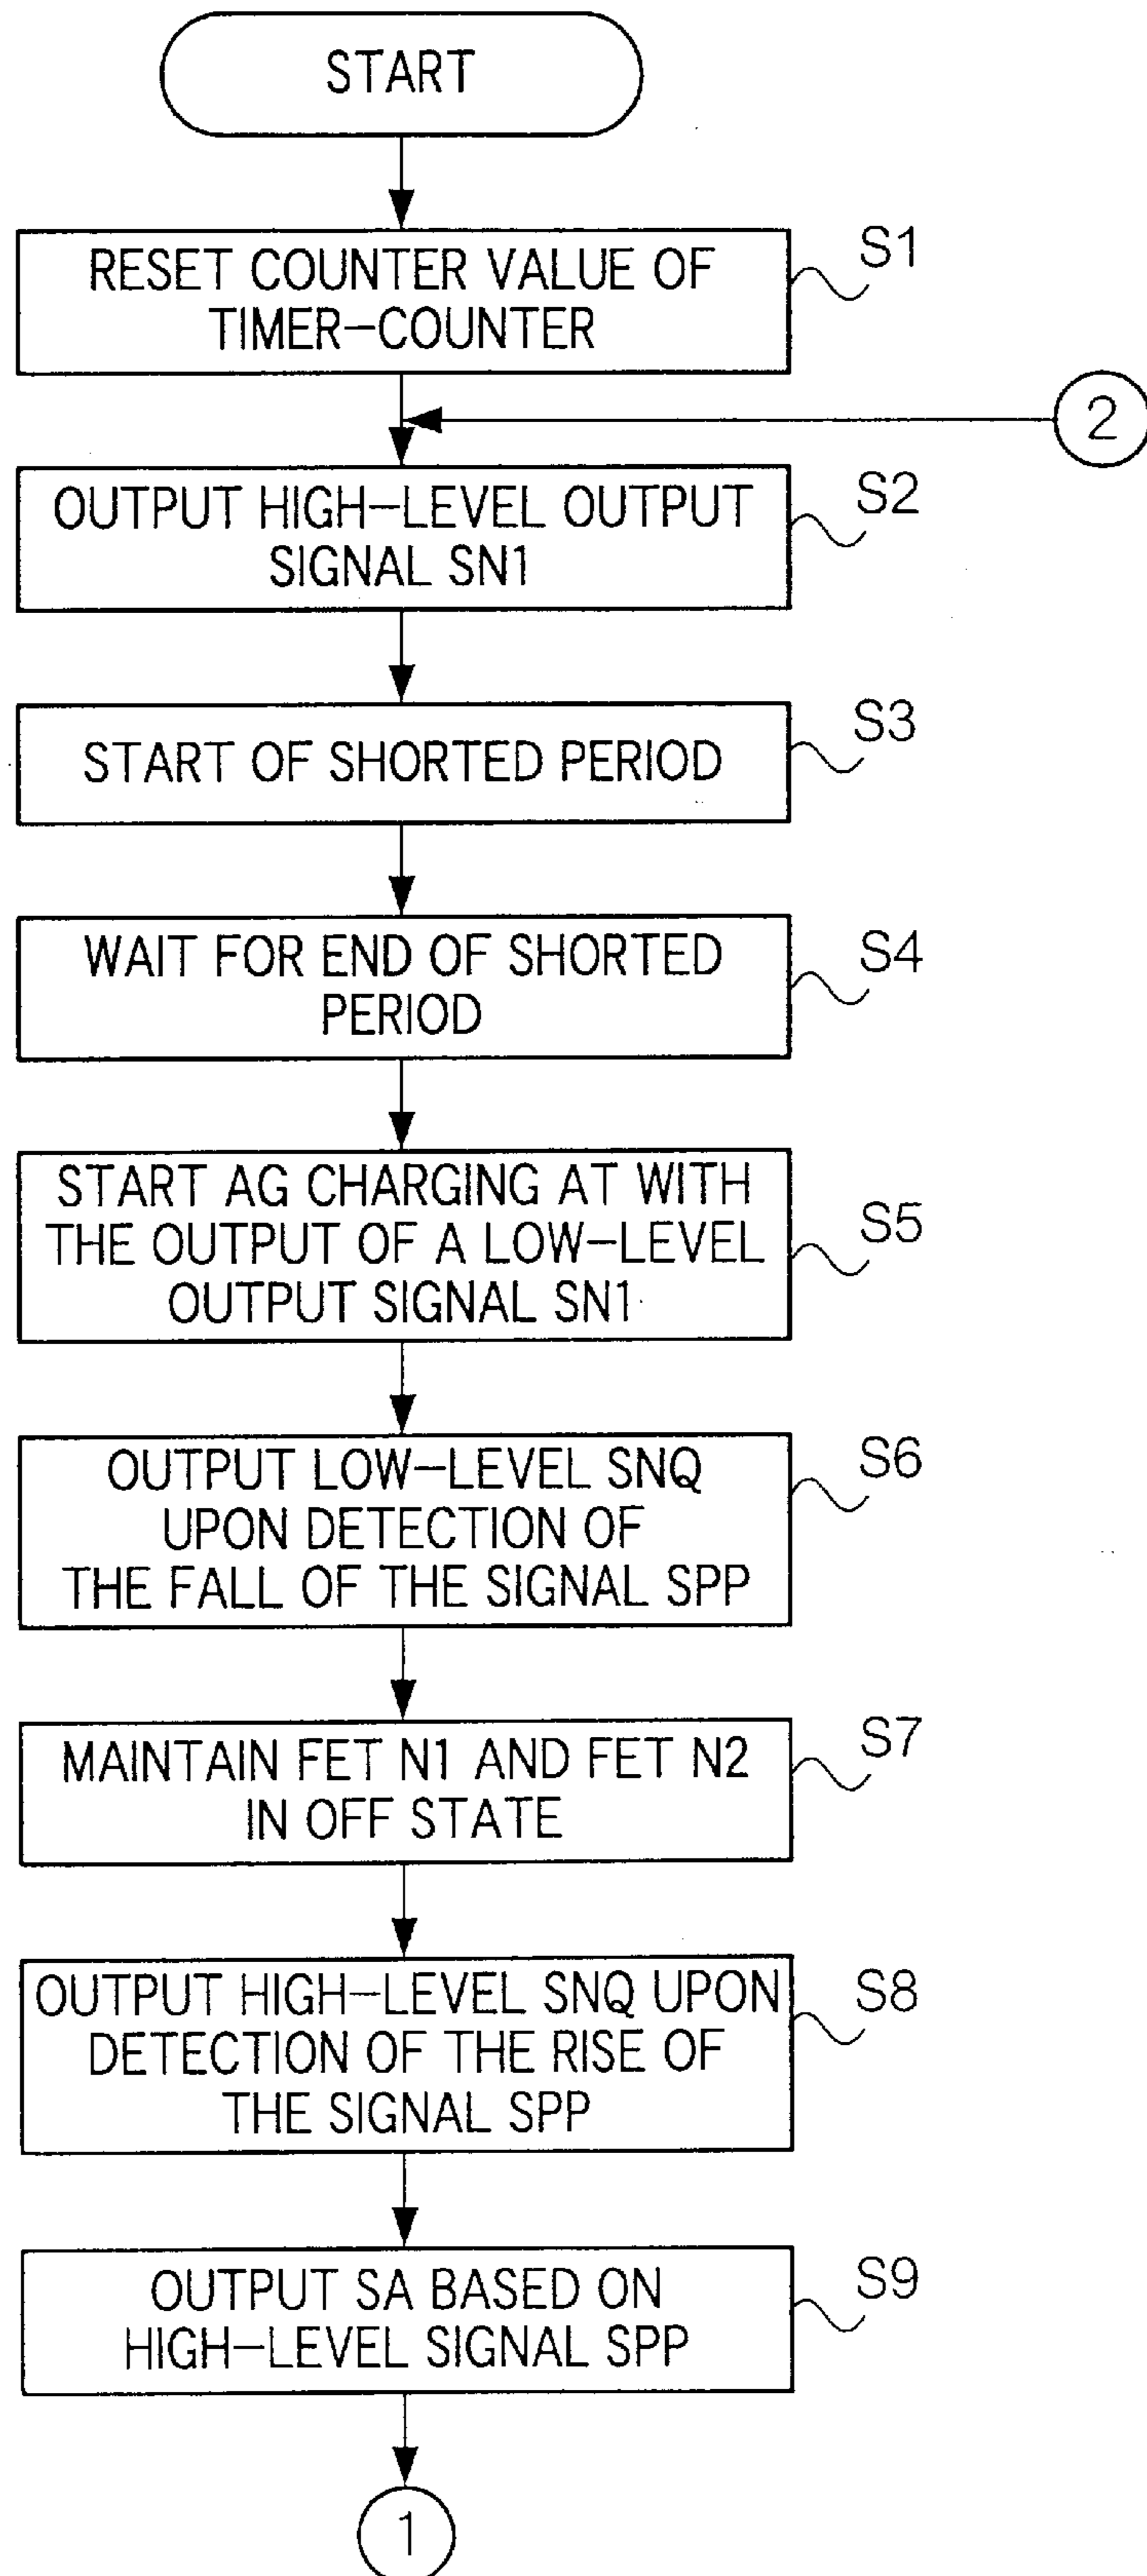 START
RESET COUNTER VALUE OF
TIMER-COUNTER
S1
2
OUTPUT HIGH-LEVEL OUTPUT
SIGNAL SN1
S2
START OF SHORTED PERIOD
S3
WAIT FOR END OF SHORTED
PERIOD
S4
START AG CHARGING AT WITH
THE OUTPUT OF A LOW-LEVEL
OUTPUT SIGNAL SN1
S5
OUTPUT LOW-LEVEL SNQ
UPON DETECTION OF
THE FALL OF THE SIGNAL SPP
S6
MAINTAIN FET N1 AND FET N2
IN OFF STATE
S7
OUTPUT HIGH-LEVEL SNQ UPON
DETECTION OF THE RISE OF
THE SIGNAL SPP
S8
OUTPUT SA BASED ON
HIGH-LEVEL SIGNAL SPP
S9
1